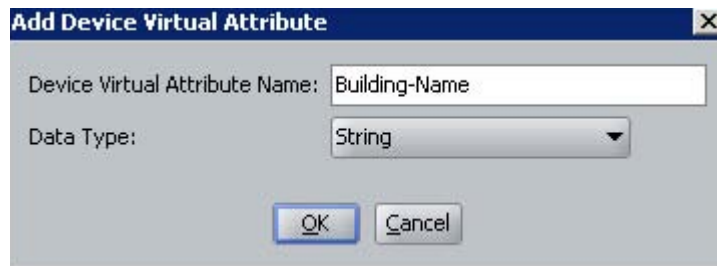 Add Device Virtual Attribute
Device Virtual Attribute Name: Building-Name
Data Type: String
OK Cancel